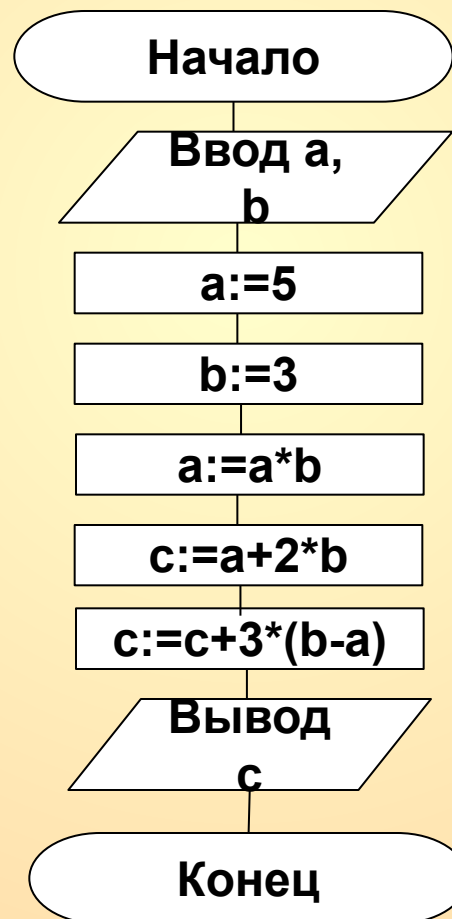 Начало
Ввод a,
b
a:=5
b:=3
a:=a*b
c:=a+2*b
c:=c+3*(b-a)
Вывод
c
Конец